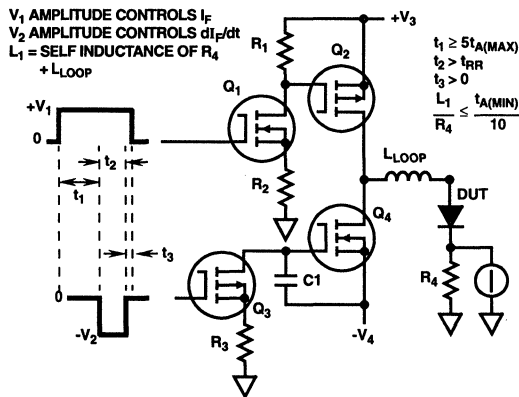 V1 AMPLITUDE CONTROLS IF
V2 AMPLITUDE CONTROLS dIF/dt
L1 = SELF INDUCTANCE OF R4
+ LLOOP
+V3
R1
Q2
t1 ≥ 5tA(MAX)
t2 > tRR
t3 > 0
L1/R4 ≤ tA(MIN)/10
Q1
+V1
0
t2
t1
t3
R2
LLOOP
DUT
Q4
C1
R4
0
-V2
Q3
R3
-V4